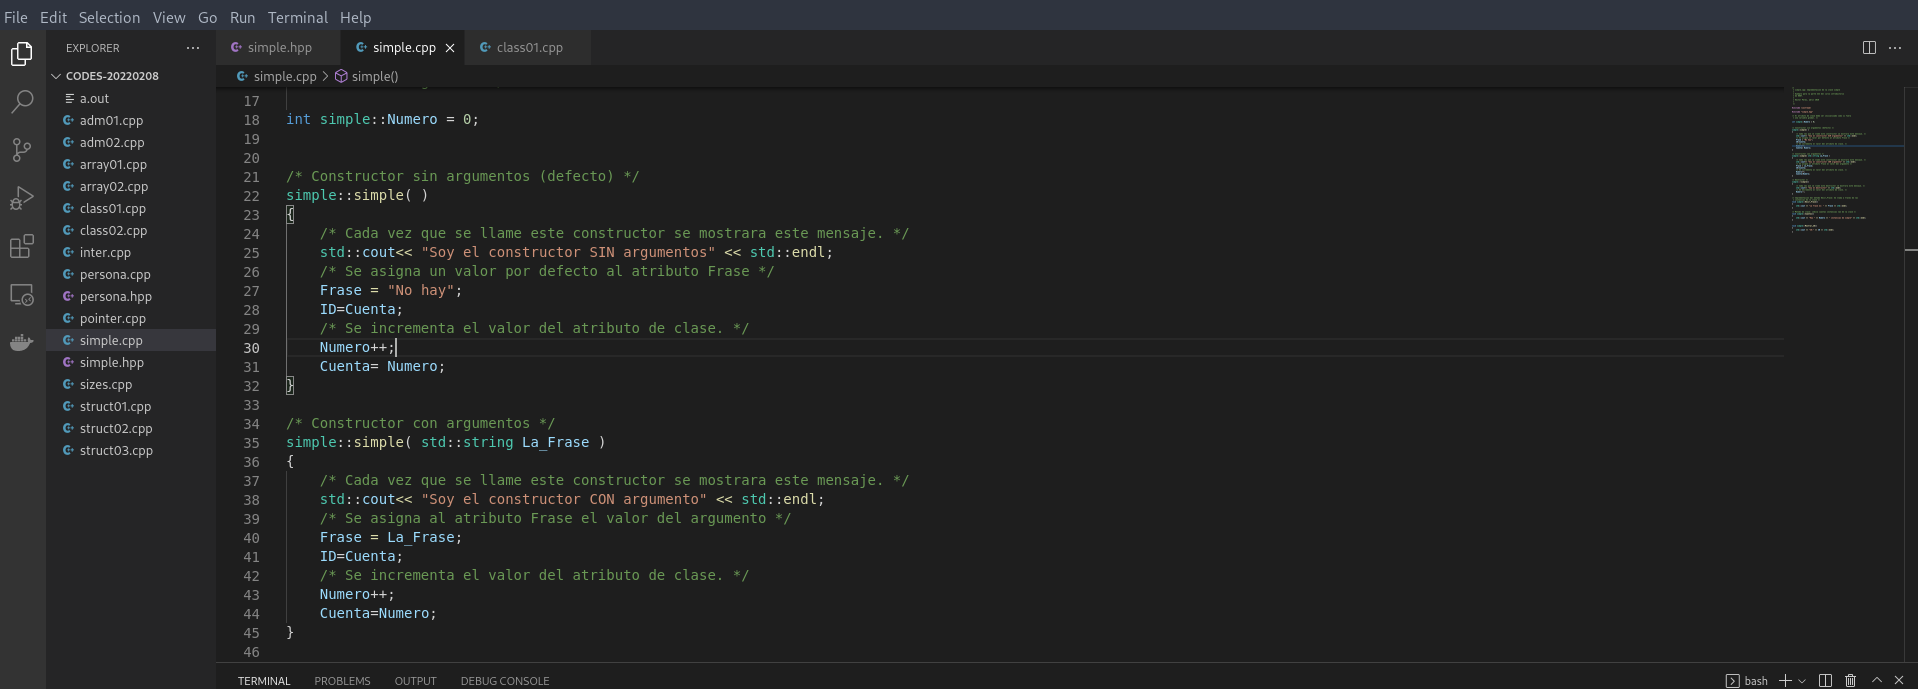 File Edit Selection View Go Run Terminal Help
EXPLORER ···
simple.hpp simple.cpp class01.cpp
CODES-20220208
simple.cpp > simple()
a.out
adm01.cpp
adm02.cpp
array01.cpp
array02.cpp
class01.cpp
class02.cpp
inter.cpp
persona.cpp
persona.hpp
pointer.cpp
simple.cpp
simple.hpp
sizes.cpp
struct01.cpp
struct02.cpp
struct03.cpp
17
18 int simple::Numero = 0;
19
20
21 /* Constructor sin argumentos (defecto) */
22 simple::simple( )
23 {
24 /* Cada vez que se llame este constructor se mostrara este mensaje. */
25 std::cout<< "Soy el constructor SIN argumentos" << std::endl;
26 /* Se asigna un valor por defecto al atributo Frase */
27 Frase = "No hay";
28 ID=Cuenta;
29 /* Se incrementa el valor del atributo de clase. */
30 Numero++;
31 Cuenta= Numero;
32 }
33
34 /* Constructor con argumentos */
35 simple::simple( std::string La_Frase )
36 {
37 /* Cada vez que se llame este constructor se mostrara este mensaje. */
38 std::cout<< "Soy el constructor CON argumento" << std::endl;
39 /* Se asigna al atributo Frase el valor del argumento */
40 Frase = La_Frase;
41 ID=Cuenta;
42 /* Se incrementa el valor del atributo de clase. */
43 Numero++;
44 Cuenta=Numero;
45 }
46
TERMINAL PROBLEMS OUTPUT DEBUG CONSOLE bash